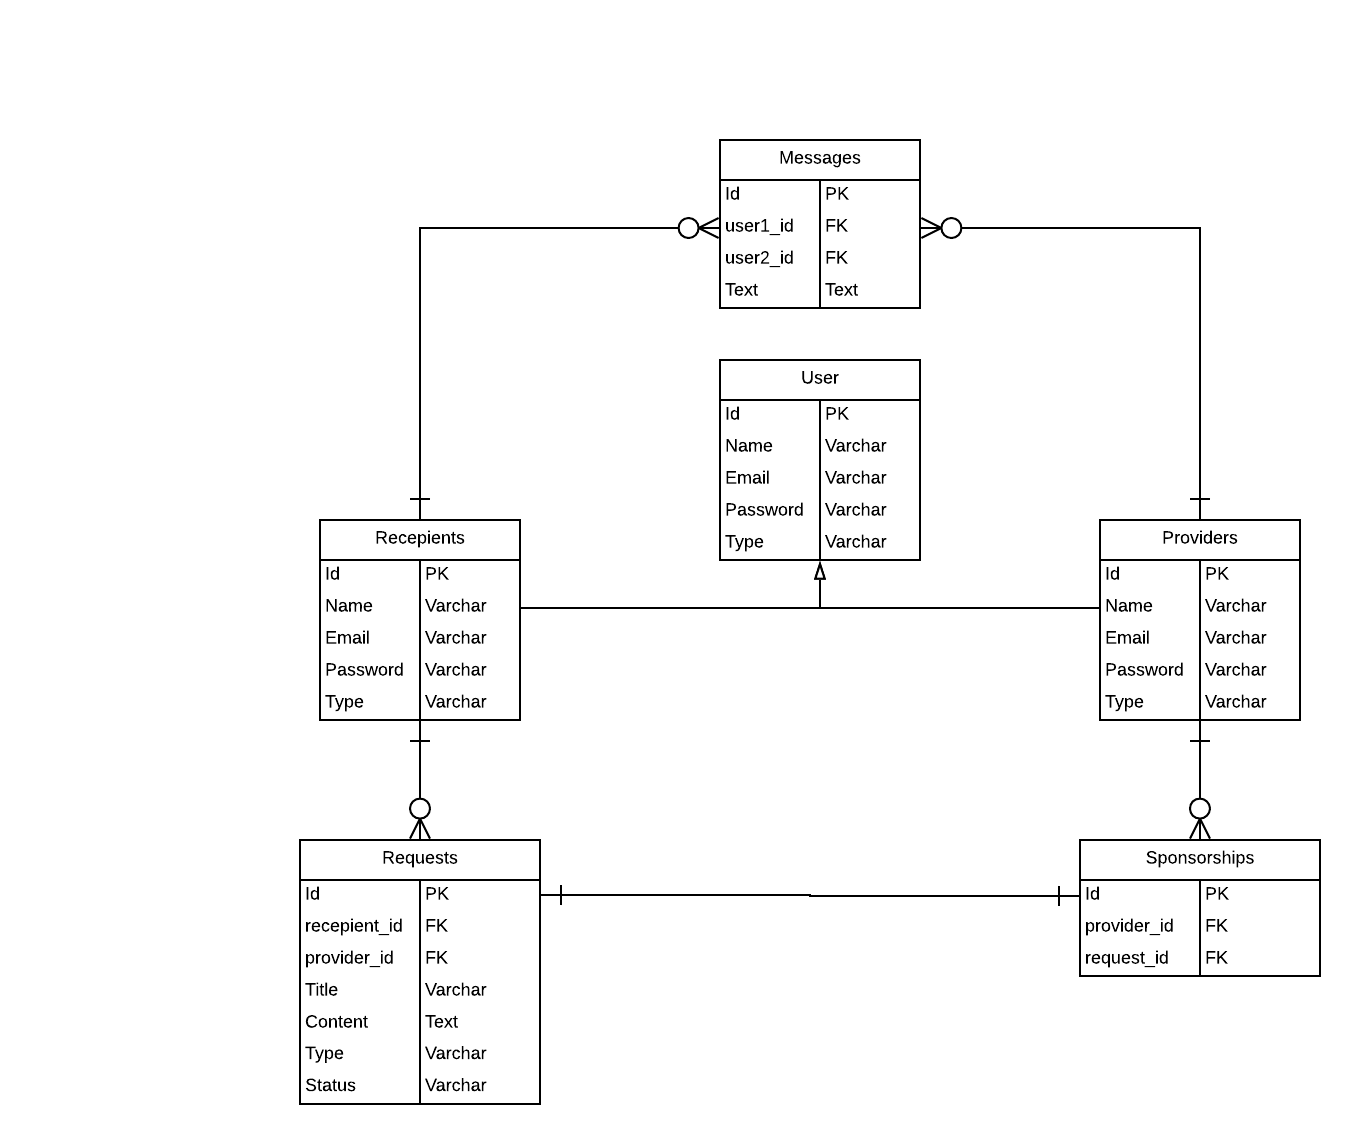 Messages
Id PK
user1_id FK
user2_id FK
Text Text
User
Id PK
Name Varchar
Email Varchar
Password Varchar
Type Varchar
Recepients
Id PK
Name Varchar
Email Varchar
Password Varchar
Type Varchar
Providers
Id PK
Name Varchar
Email Varchar
Password Varchar
Type Varchar
Requests
Id PK
recepient_id FK
provider_id FK
Title Varchar
Content Text
Type Varchar
Status Varchar
Sponsorships
Id PK
provider_id FK
request_id FK